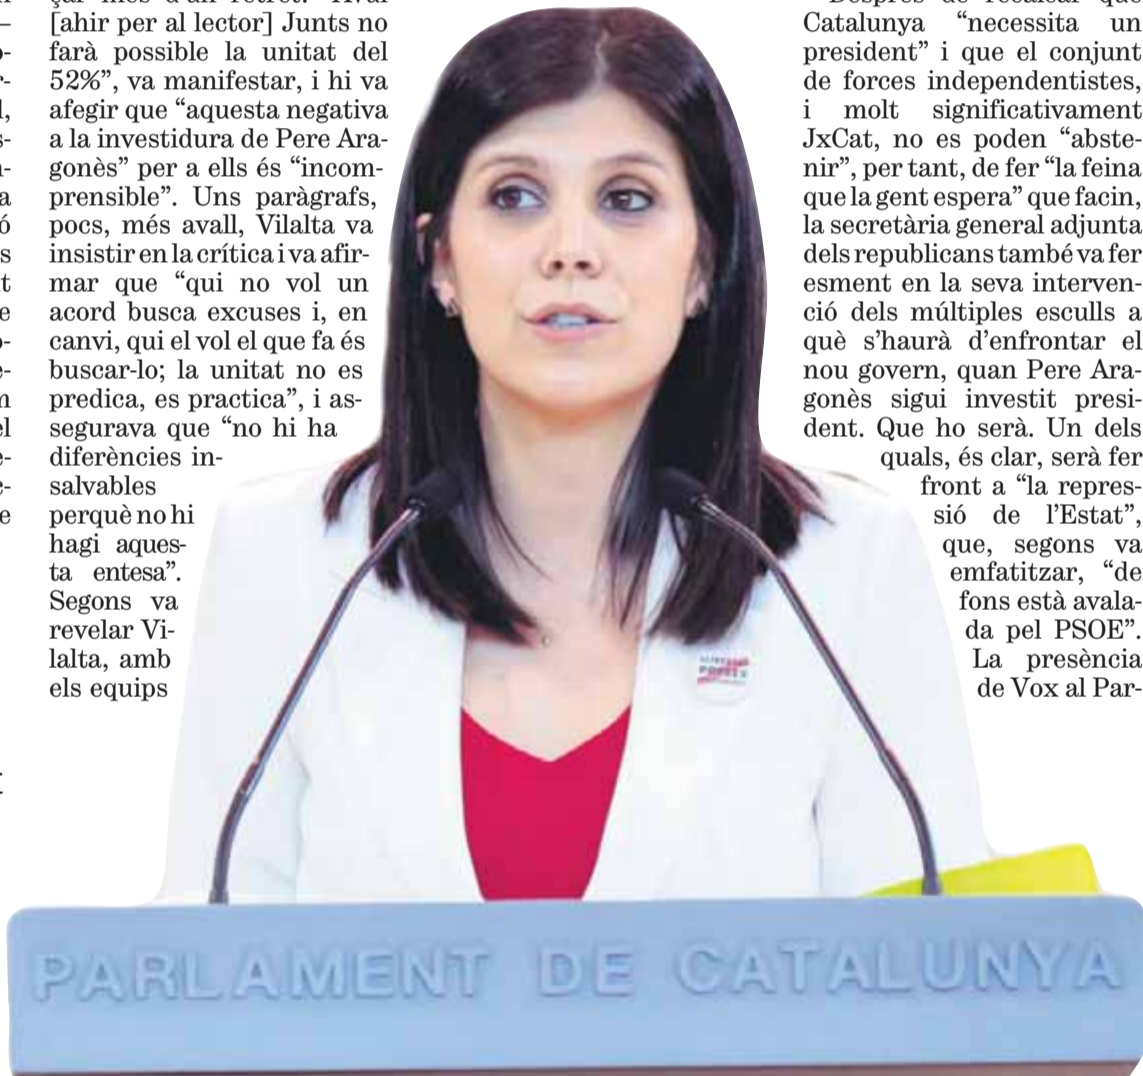 [ahir per al lector] Junts no
farà possible la unitat del
52%”, va manifestar, i hi va
afegir que “aquesta negativa
a la investidura de Pere Ara-
gonès” per a ells és “incom-
prensible”. Uns paràgrafs,
pocs, més avall, Vilalta va
insistir en la crítica i va afir-
mar que “qui no vol un
acord busca excuses i, en
canvi, qui el vol el que fa és
buscar-lo; la unitat no es
predica, es practica”, i as-
segurava que “no hi ha
diferències in-
salvables
perquè no hi
hagi aques-
ta entesa”.
Segons va
revelar Vi-
lalta, amb
els equips
Catalunya “necessita un
president” i que el conjunt
de forces independentistes,
i molt significativament
JxCat, no es poden “abste-
nir”, per tant, de fer “la feina
que la gent espera” que facin,
la secretària general adjunta
dels republicans també va fer
esment en la seva interven-
ció dels múltiples esculls a
què s’haurà d’enfrontar el
nou govern, quan Pere Ara-
gonès sigui investit presi-
dent. Que ho serà. Un dels
quals, és clar, serà fer
front a “la repres-
sió de l’Estat”,
que, segons va
emfatitzar, “de
fons està avala-
da pel PSOE”.
La presència
de Vox al Par-
PARLAMENT DE CATALUNYA